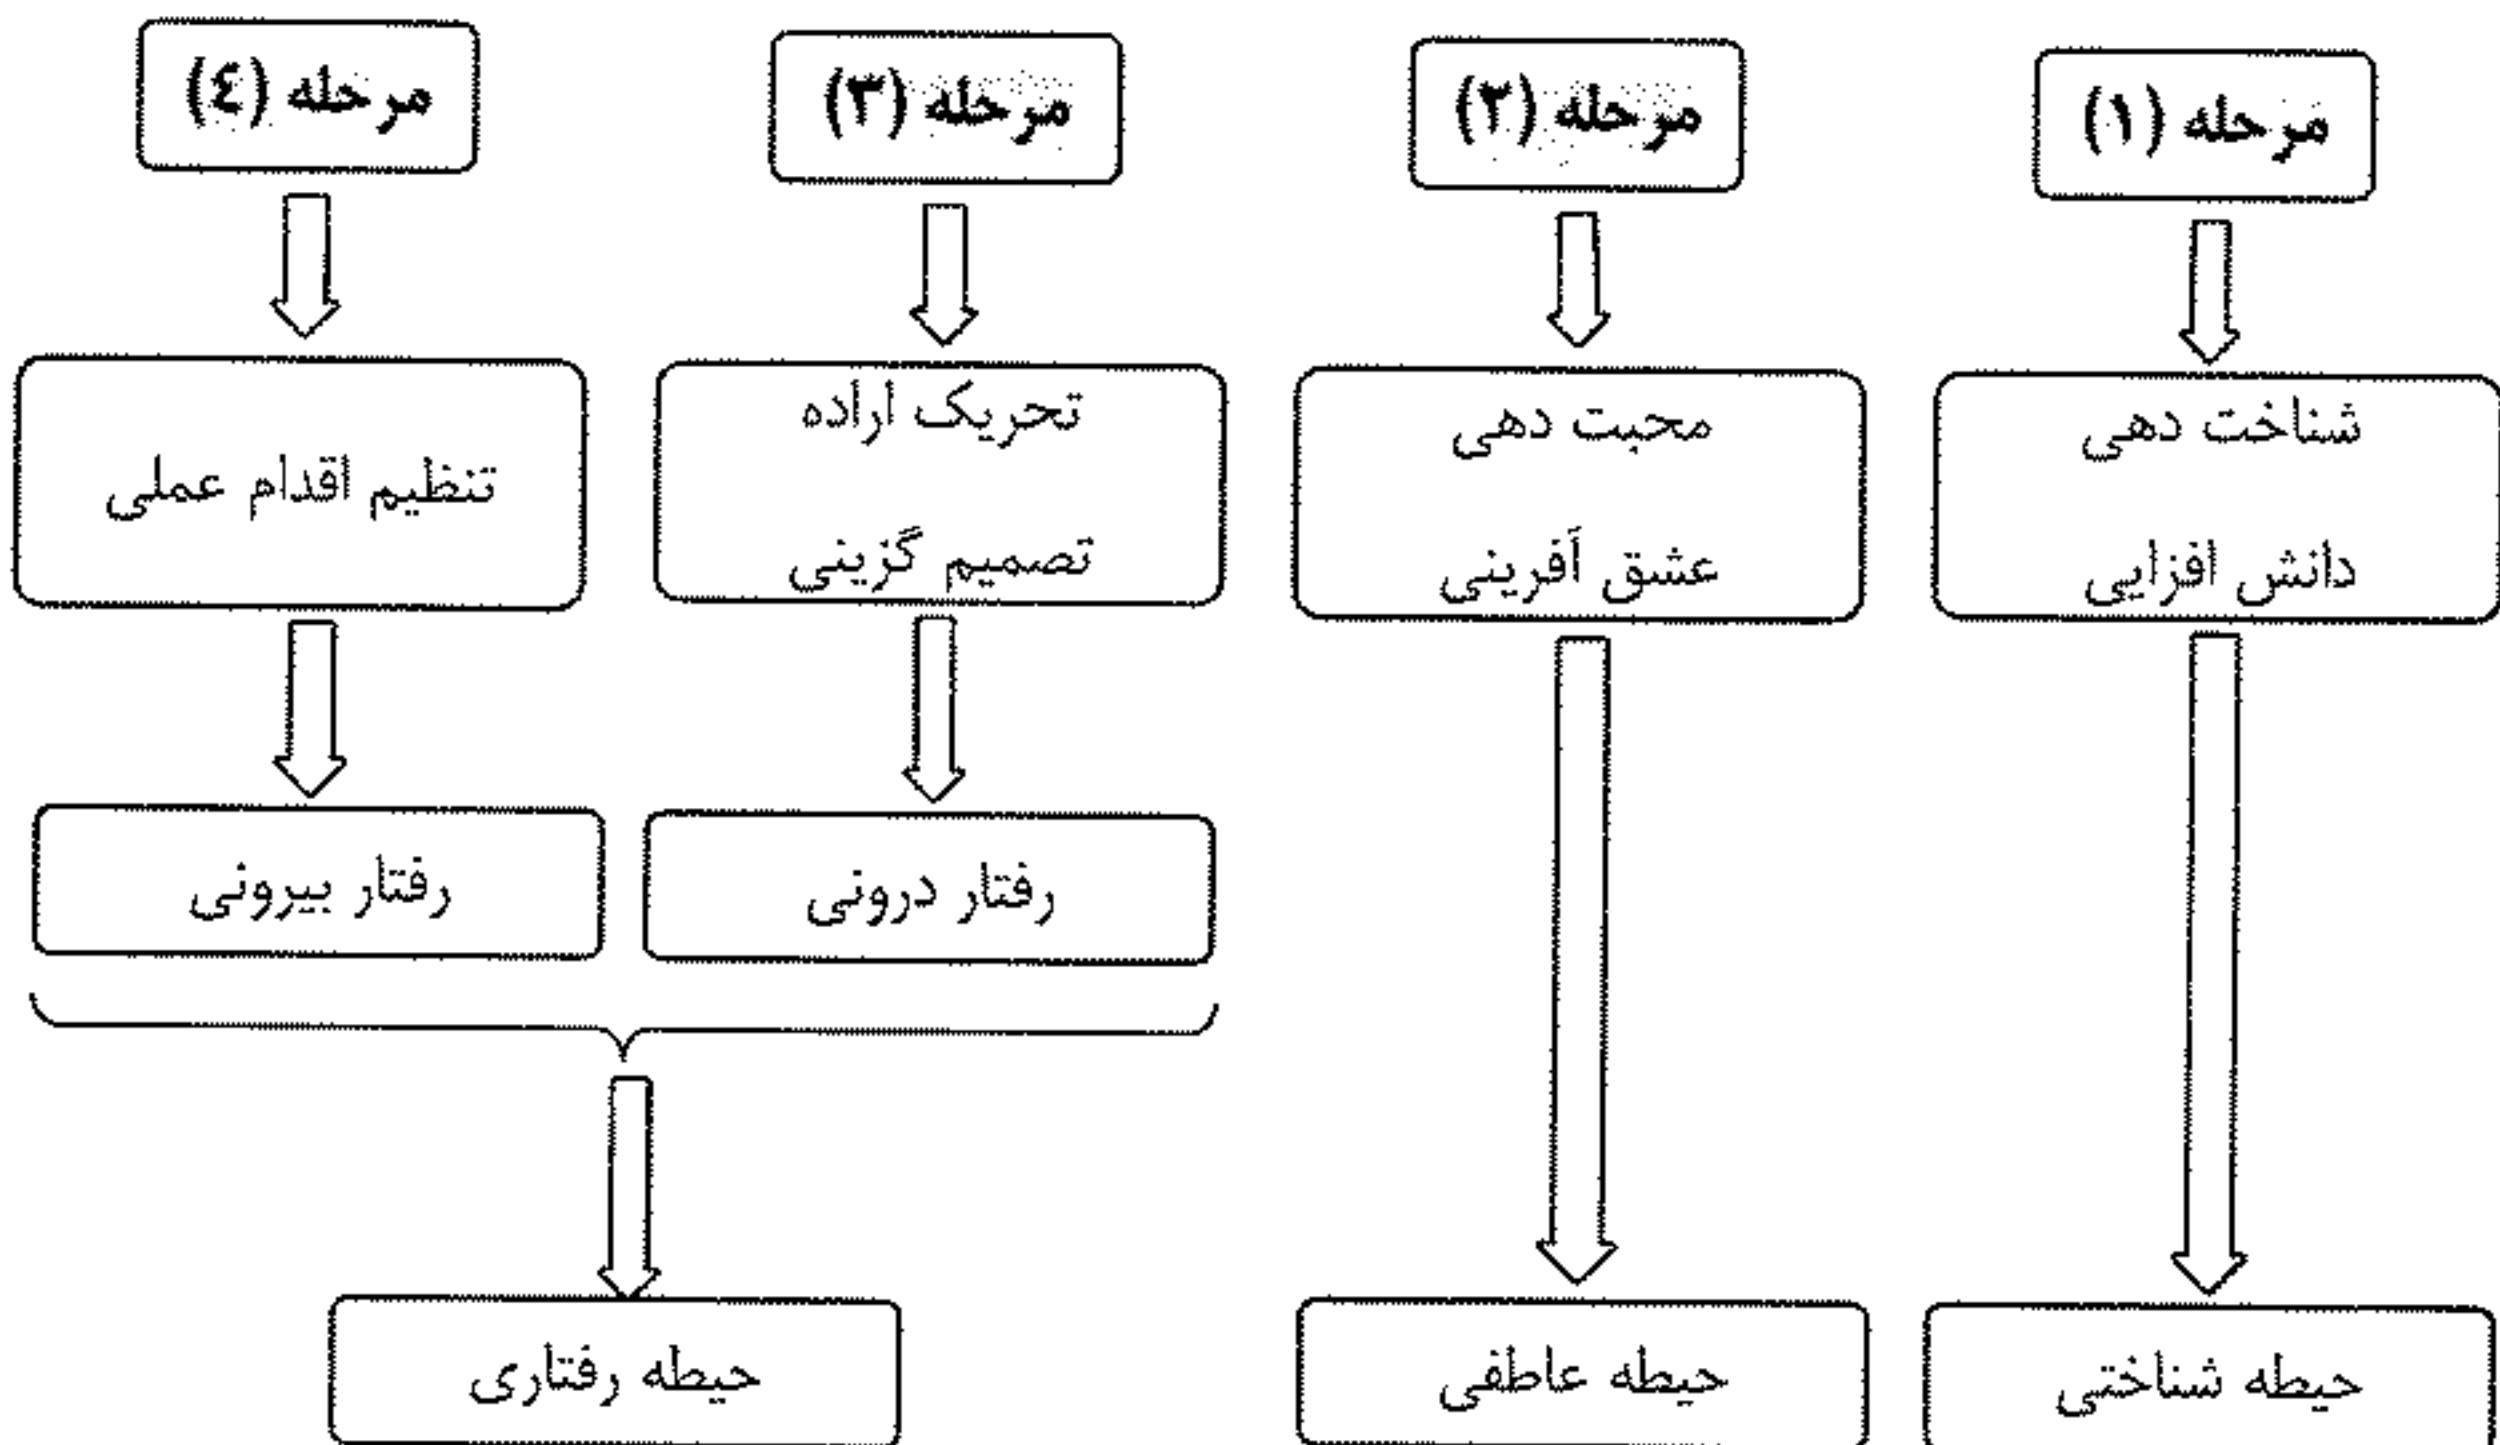 مرحله (۱)
مرحله (۲)
مرحله (۳)
مرحله (٤)
شناخت دهی
دانش افزایی
محبت دهی
عشق آفرینی
تحریک اراده
تصمیم گزینی
تنظیم اقدام عملی
رفتار درونی
رفتار بیرونی
حیطه شناختی
حیطه عاطفی
حیطه رفتاری